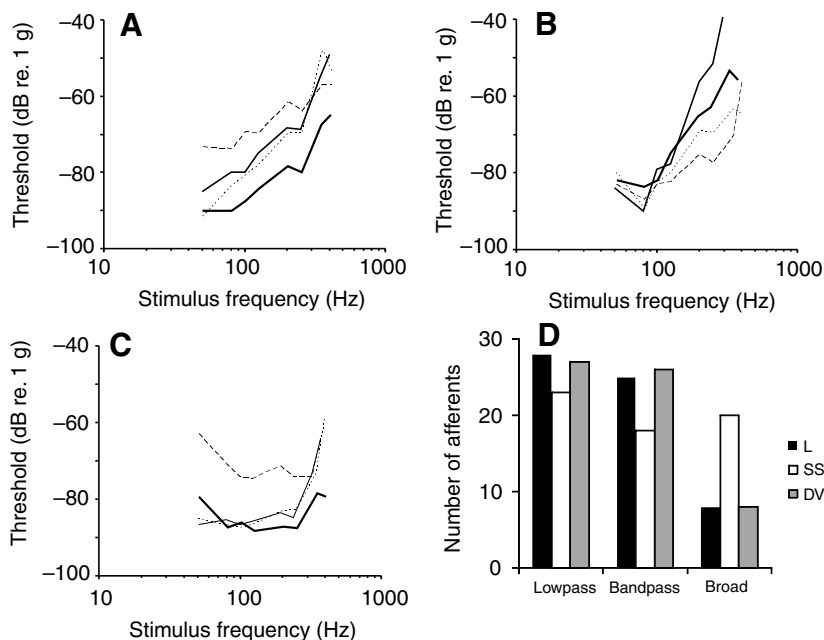 A
–40
–60
–80
–100
Threshold (dB re. 1 g)
10
100
1000
Stimulus frequency (Hz)
B
–40
–60
–80
–100
Threshold (dB re. 1 g)
10
100
1000
Stimulus frequency (Hz)
C
–40
–60
–80
–100
Threshold (dB re. 1 g)
10
100
1000
Stimulus frequency (Hz)
D
30
20
10
0
Number of afferents
Lowpass
Bandpass
Broad
L
SS
DV